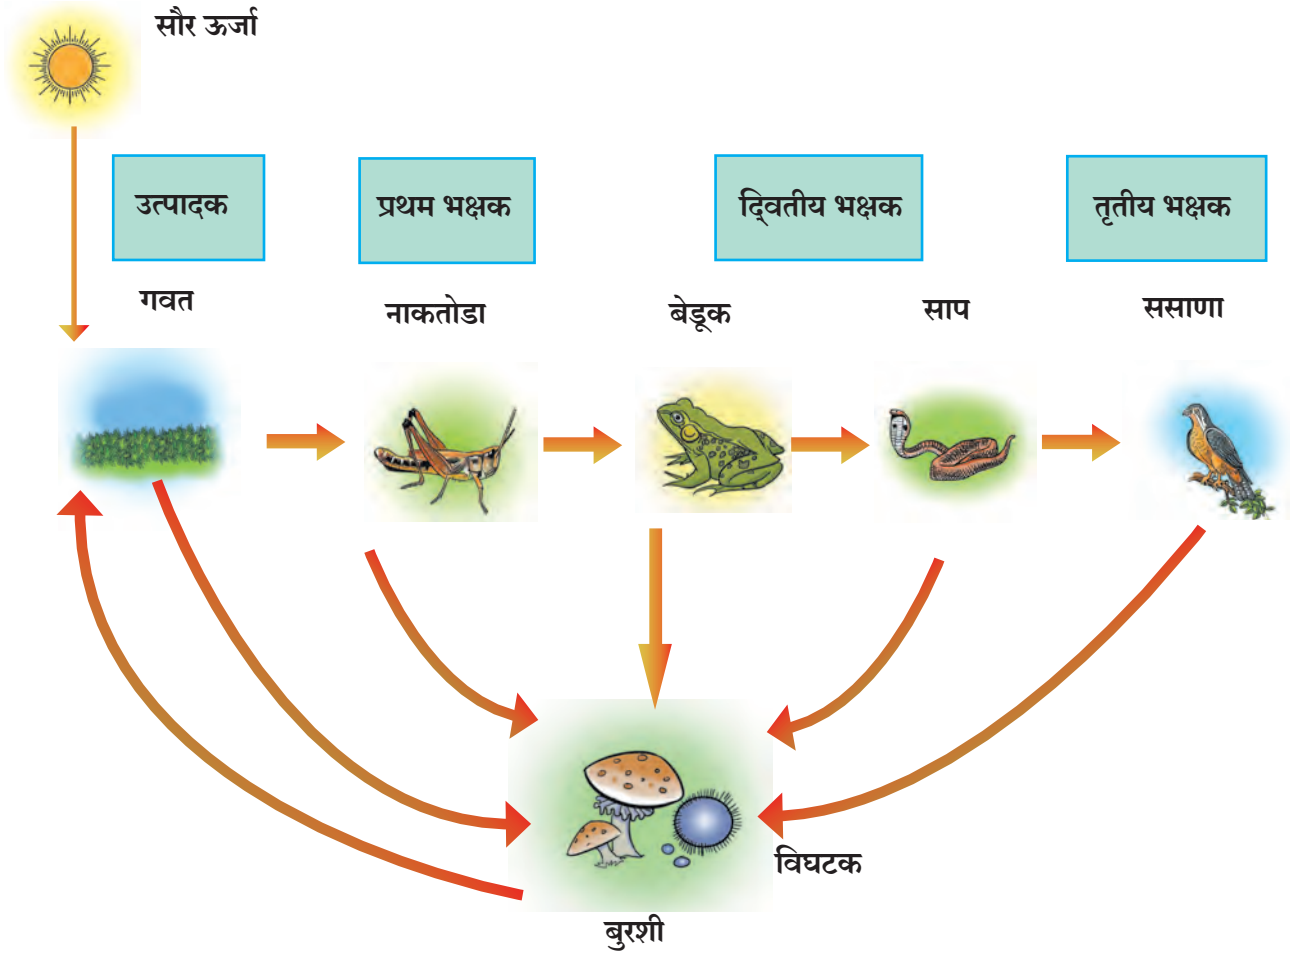 सौर ऊर्जा
उत्पादक
प्रथम भक्षक
द्‌वितीय भक्षक
तृतीय भक्षक
गवत
नाकतोडा
बेडूक
साप
ससाणा
विघटक
बुरशी